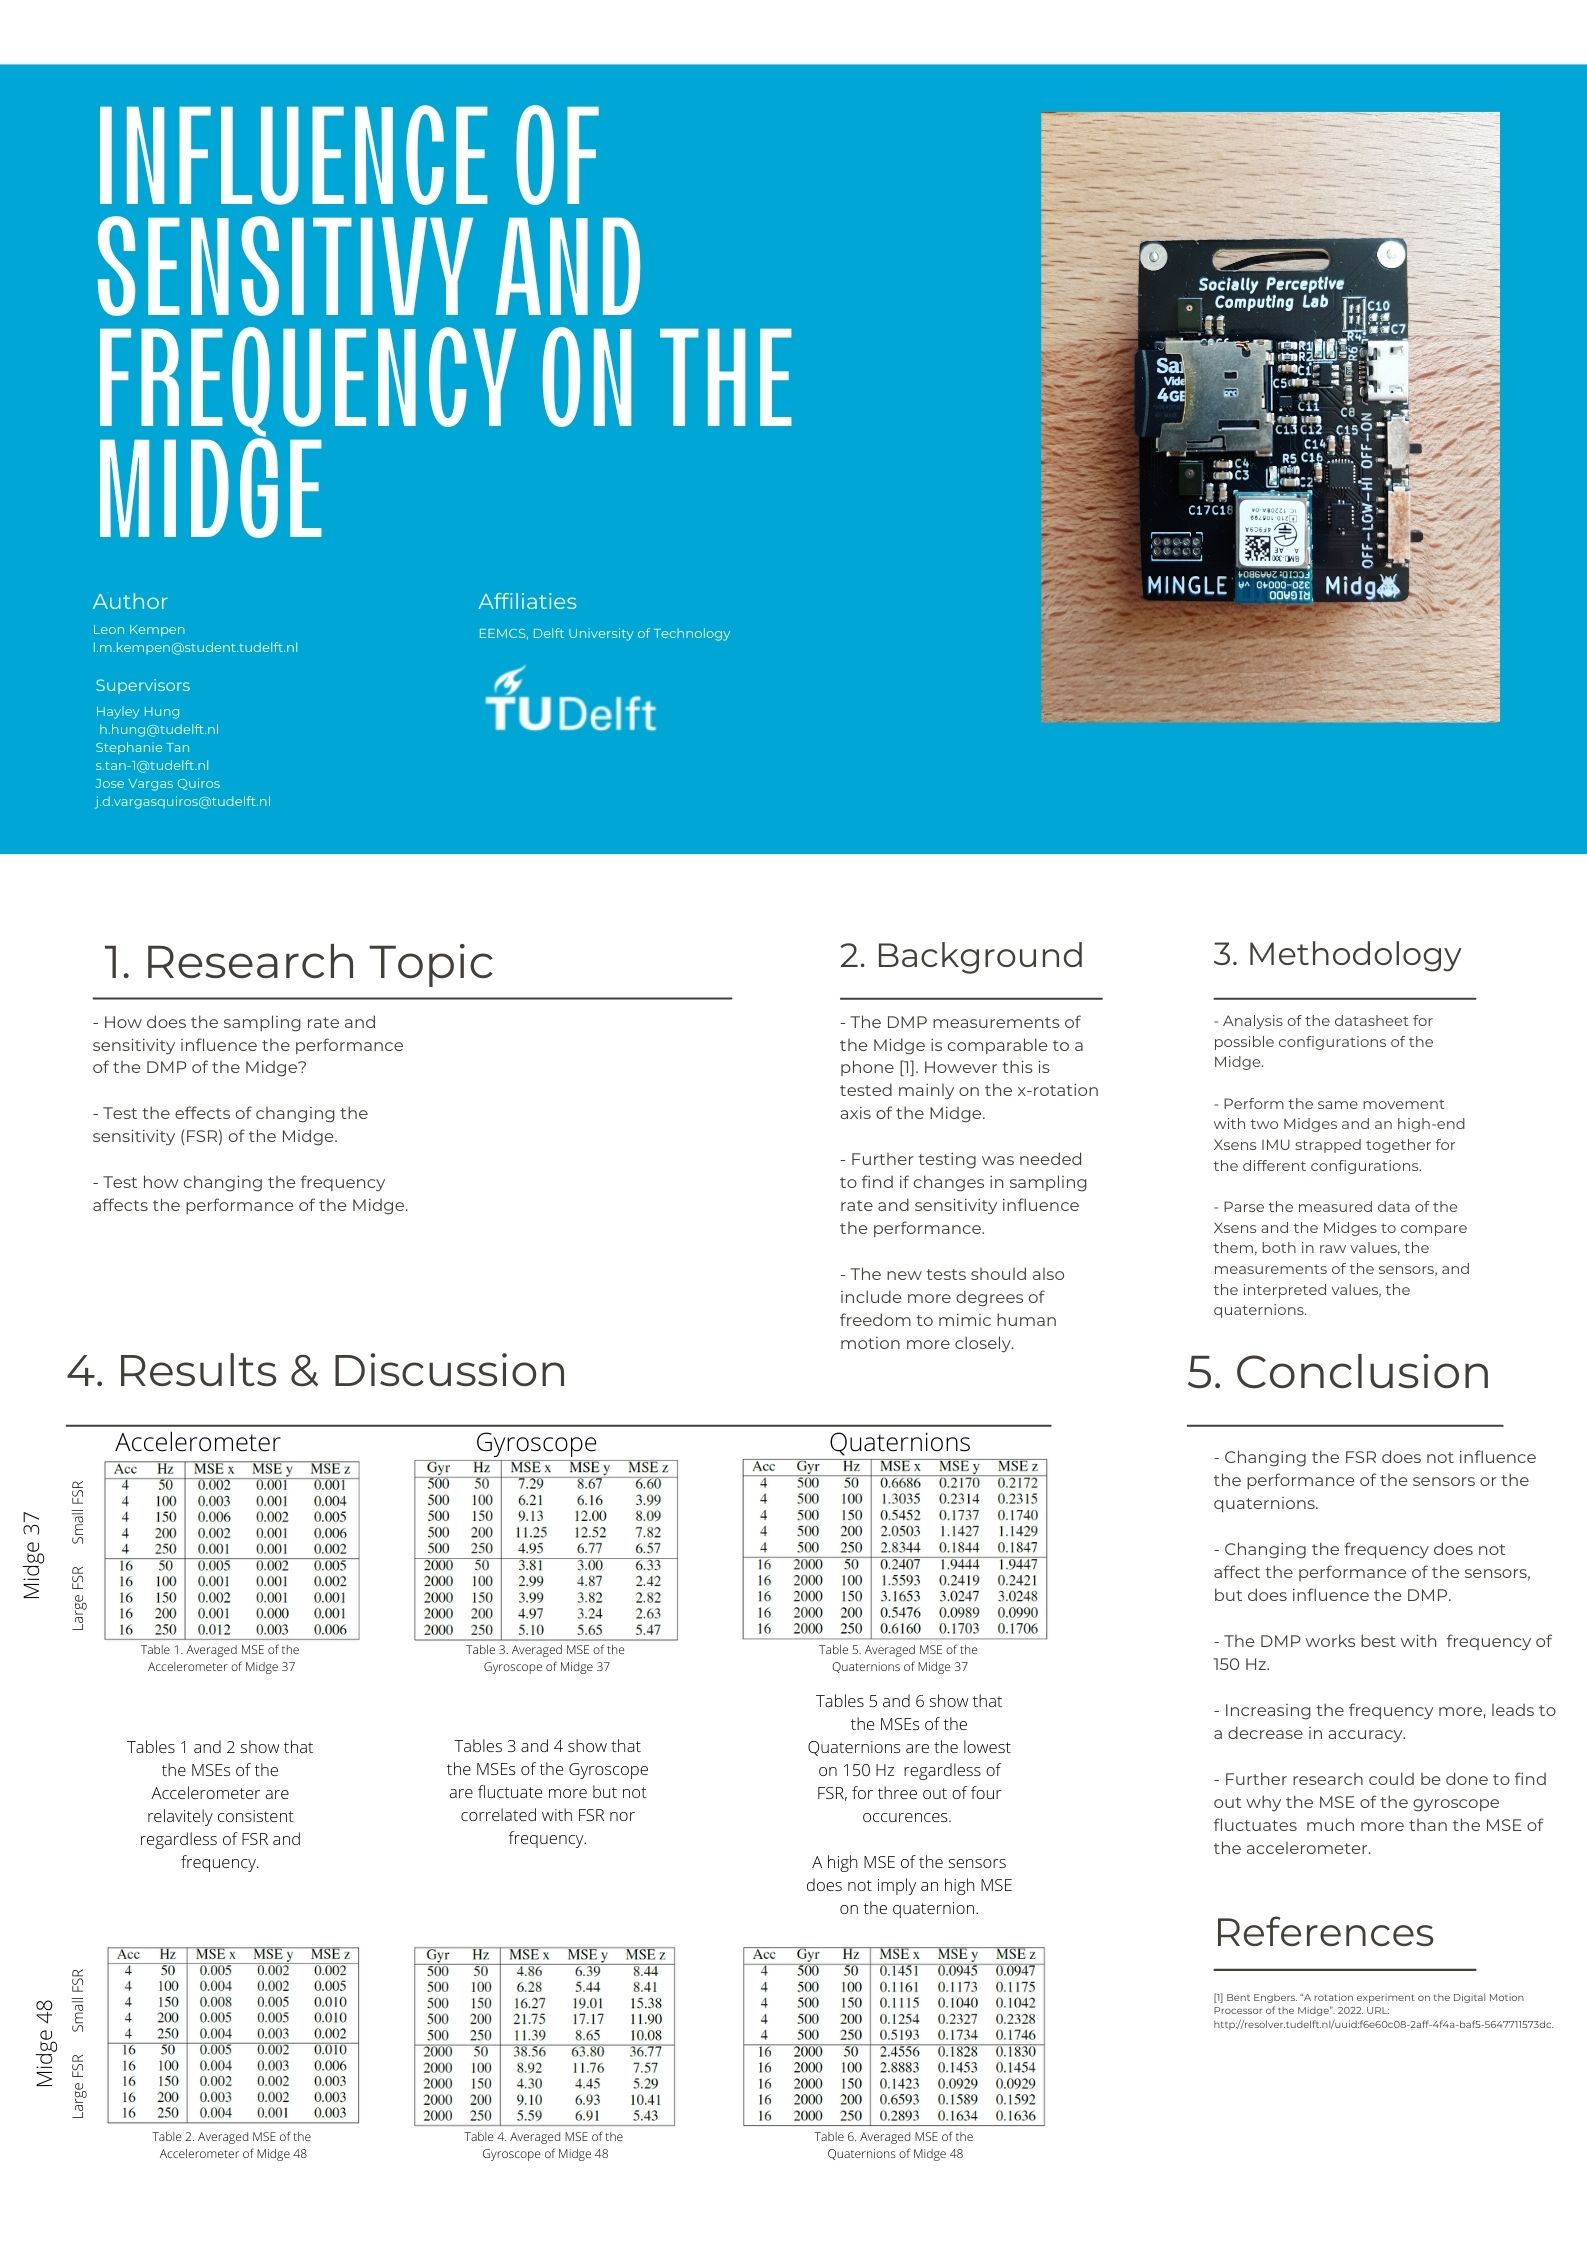 INFLUENCE OF
SENSITIVY AND
FREQUENCY ON THE
MIDGE
Author
Leon Kempen
l.m.kempen@student.tudelft.nl
Supervisors
Hayley Hung
h.hung@tudelft.nl
Stephanie Tan
s.tan-1@tudelft.nl
Jose Vargas Quiros
j.d.vargasquiros@tudelft.nl
Affiliaties
EEMCS, Delft University of Technology
TUDelft
Socially Perceptive
Computing Lab
C10
C7
R4
R6
R1
R2
C1
C5
C11
C8
C13 C12
C15
C14
C16
R5
C4
C3
C2
C17C18
Vide
4GB
OFF-ON
OFF-LOW-HI
MINGLE
Midg
RIGADO
1. Research Topic
- How does the sampling rate and
sensitivity influence the performance
of the DMP of the Midge?
- Test the effects of changing the
sensitivity (FSR) of the Midge.
- Test how changing the frequency
affects the performance of the Midge.
2. Background
- The DMP measurements of
the Midge is comparable to a
phone [1]. However this is
tested mainly on the x-rotation
axis of the Midge.
- Further testing was needed
to find if changes in sampling
rate and sensitivity influence
the performance.
- The new tests should also
include more degrees of
freedom to mimic human
motion more closely.
3. Methodology
- Analysis of the datasheet for
possible configurations of the
Midge.
- Perform the same movement
with two Midges and an high-end
Xsens IMU strapped together for
the different configurations.
- Parse the measured data of the
Xsens and the Midges to compare
them, both in raw values, the
measurements of the sensors, and
the interpreted values, the
quaternions.
4. Results & Discussion
Midge 37
Small FSR
Large FSR
Accelerometer
Acc Hz MSE x MSE y MSE z
4 50 0.002 0.001 0.001
4 100 0.003 0.001 0.004
4 150 0.006 0.002 0.005
4 200 0.002 0.001 0.006
4 250 0.001 0.001 0.002
16 50 0.005 0.002 0.005
16 100 0.001 0.001 0.002
16 150 0.002 0.001 0.001
16 200 0.001 0.000 0.001
16 250 0.012 0.003 0.006
Table 1. Averaged MSE of the
Accelerometer of Midge 37
Gyroscope
Gyr Hz MSE x MSE y MSE z
500 50 7.29 8.67 6.60
500 100 6.21 6.16 3.99
500 150 9.13 12.00 8.09
500 200 11.25 12.52 7.82
500 250 4.95 6.77 6.57
2000 50 3.81 3.00 6.33
2000 100 2.99 4.87 2.42
2000 150 3.99 3.82 2.82
2000 200 4.97 3.24 2.63
2000 250 5.10 5.65 5.47
Table 3. Averaged MSE of the
Gyroscope of Midge 37
Quaternions
Acc Gyr Hz MSE x MSE y MSE z
4 500 50 0.6686 0.2170 0.2172
4 500 100 1.3035 0.2314 0.2315
4 500 150 0.5452 0.1737 0.1740
4 500 200 2.0503 1.1427 1.1429
4 500 250 2.8344 0.1844 0.1847
16 2000 50 0.2407 1.9444 1.9447
16 2000 100 1.5593 0.2419 0.2421
16 2000 150 3.1653 3.0247 3.0248
16 2000 200 0.5476 0.0989 0.0990
16 2000 250 0.6160 0.1703 0.1706
Table 5. Averaged MSE of the
Quaternions of Midge 37
Tables 1 and 2 show that
the MSEs of the
Accelerometer are
relavitely consistent
regardless of FSR and
frequency.
Tables 3 and 4 show that
the MSEs of the Gyroscope
are fluctuate more but not
correlated with FSR nor
frequency.
Tables 5 and 6 show that
the MSEs of the
Quaternions are the lowest
on 150 Hz regardless of
FSR, for three out of four
occurences.
A high MSE of the sensors
does not imply an high MSE
on the quaternion.
Midge 48
Small FSR
Large FSR
Acc Hz MSE x MSE y MSE z
4 50 0.005 0.002 0.002
4 100 0.004 0.002 0.005
4 150 0.008 0.005 0.010
4 200 0.005 0.005 0.010
4 250 0.004 0.003 0.002
16 50 0.005 0.002 0.010
16 100 0.004 0.003 0.006
16 150 0.002 0.002 0.003
16 200 0.003 0.002 0.003
16 250 0.004 0.001 0.003
Table 2. Averaged MSE of the
Accelerometer of Midge 48
Gyr Hz MSE x MSE y MSE z
500 50 4.86 6.39 8.44
500 100 6.28 5.44 8.41
500 150 16.27 19.01 15.38
500 200 21.75 17.17 11.90
500 250 11.39 8.65 10.08
2000 50 38.56 63.80 36.77
2000 100 8.92 11.76 7.57
2000 150 4.30 4.45 5.29
2000 200 9.10 6.93 10.41
2000 250 5.59 6.91 5.43
Table 4. Averaged MSE of the
Gyroscope of Midge 48
Acc Gyr Hz MSE x MSE y MSE z
4 500 50 0.1451 0.0945 0.0947
4 500 100 0.1161 0.1173 0.1175
4 500 150 0.1115 0.1040 0.1042
4 500 200 0.1254 0.2327 0.2328
4 500 250 0.5193 0.1734 0.1746
16 2000 50 2.4556 0.1828 0.1830
16 2000 100 2.8883 0.1453 0.1454
16 2000 150 0.1423 0.0929 0.0929
16 2000 200 0.6593 0.1589 0.1592
16 2000 250 0.2893 0.1634 0.1636
Table 6. Averaged MSE of the
Quaternions of Midge 48
5. Conclusion
- Changing the FSR does not influence
the performance of the sensors or the
quaternions.
- Changing the frequency does not
affect the performance of the sensors,
but does influence the DMP.
- The DMP works best with frequency of
150 Hz.
- Increasing the frequency more, leads to
a decrease in accuracy.
- Further research could be done to find
out why the MSE of the gyroscope
fluctuates much more than the MSE of
the accelerometer.
References
[1] Bent Engbers. “A rotation experiment on the Digital Motion
Processor of the Midge”. 2022. URL:
http://resolver.tudelft.nl/uuid:f6e60c08-2aff-4f4a-baf5-5647711573dc.